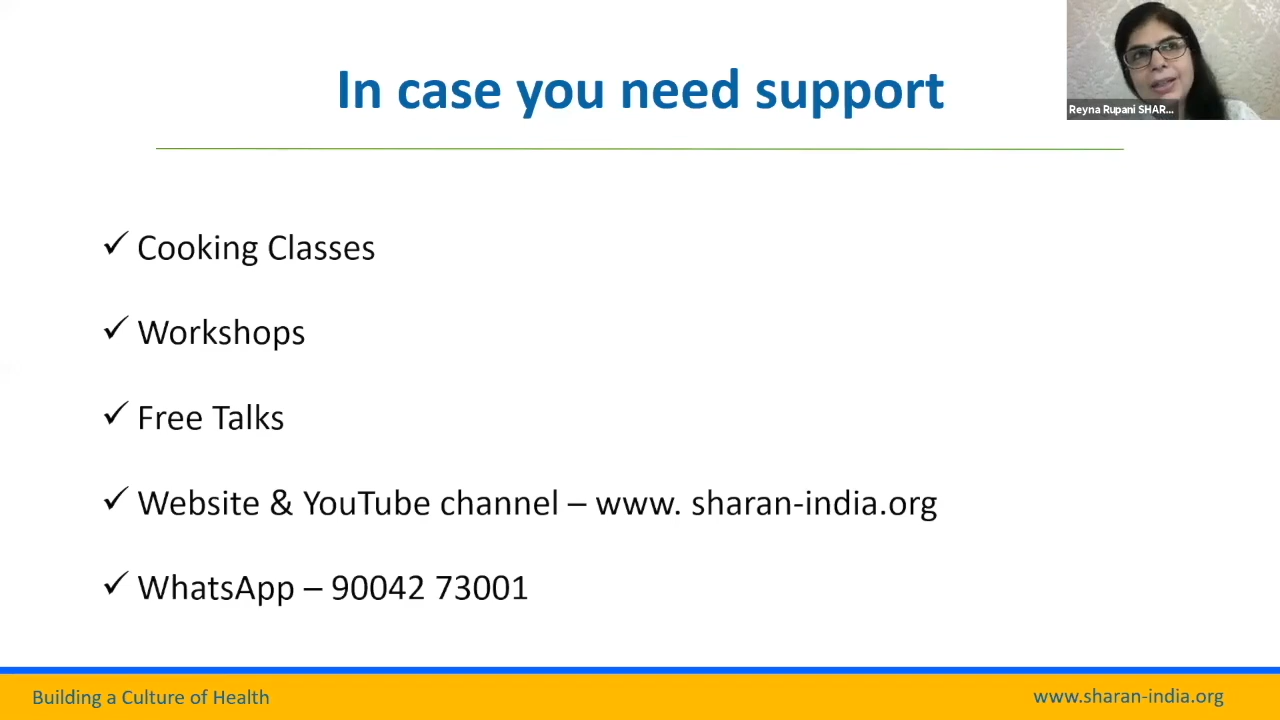 In case you need support
Reyna Rupani SHAR...
✓ Cooking Classes
✓ Workshops
✓ Free Talks
✓ Website & YouTube channel – www. sharan-india.org
✓ WhatsApp – 90042 73001
Building a Culture of Health
www.sharan-india.org